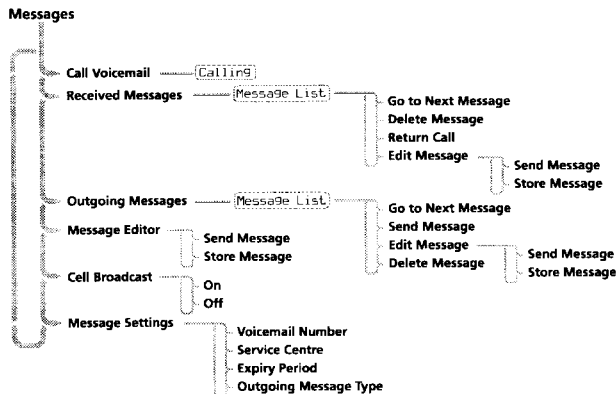 Messages
Call Voicemail
Calling
Received Messages
Message List
Go to Next Message
Delete Message
Return Call
Edit Message
Send Message
Store Message
Outgoing Messages
Message List
Go to Next Message
Send Message
Edit Message
Send Message
Store Message
Delete Message
Message Editor
Send Message
Store Message
Cell Broadcast
On
Off
Message Settings
Voicemail Number
Service Centre
Expiry Period
Outgoing Message Type